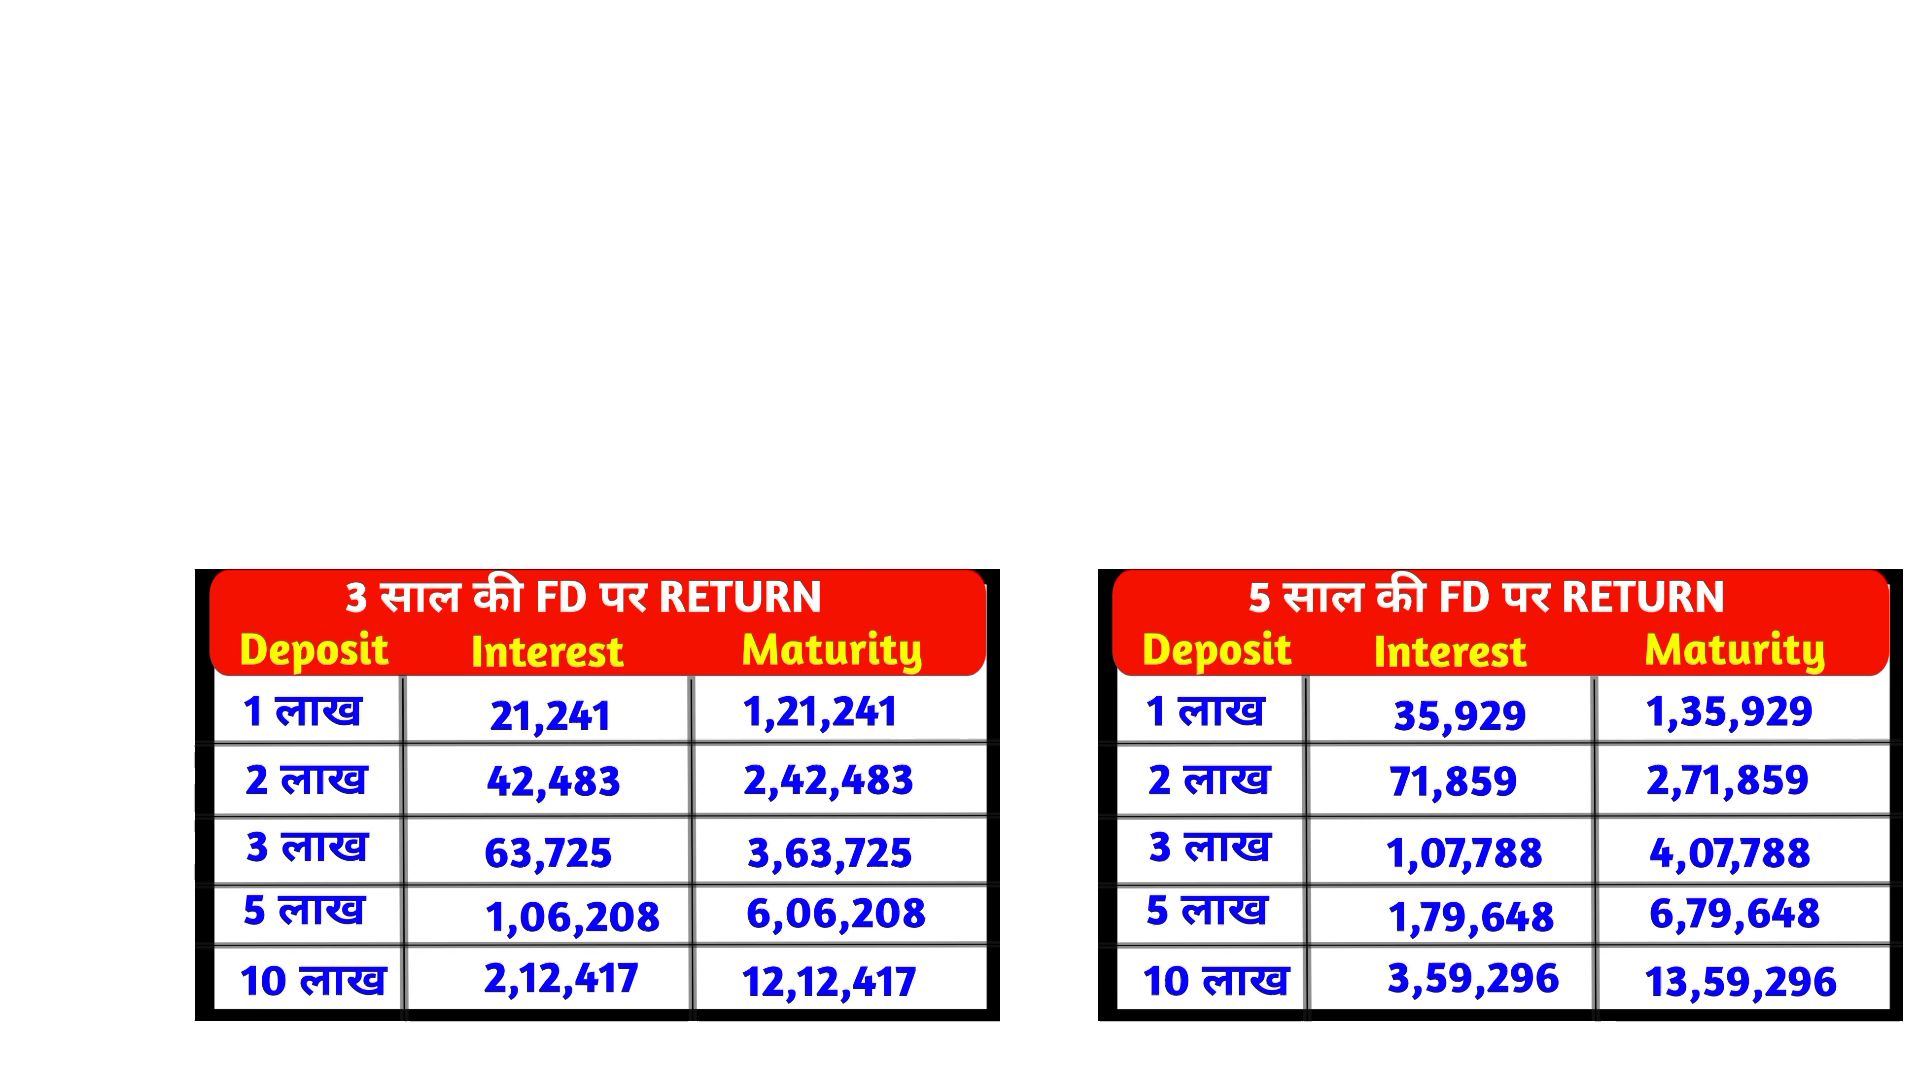 3 साल की FD पर RETURN
Deposit Interest Maturity
1 लाख 21,241 1,21,241
2 लाख 42,483 2,42,483
3 लाख 63,725 3,63,725
5 लाख 1,06,208 6,06,208
10 लाख 2,12,417 12,12,417
5 साल की FD पर RETURN
Deposit Interest Maturity
1 लाख 35,929 1,35,929
2 लाख 71,859 2,71,859
3 लाख 1,07,788 4,07,788
5 लाख 1,79,648 6,79,648
10 लाख 3,59,296 13,59,296